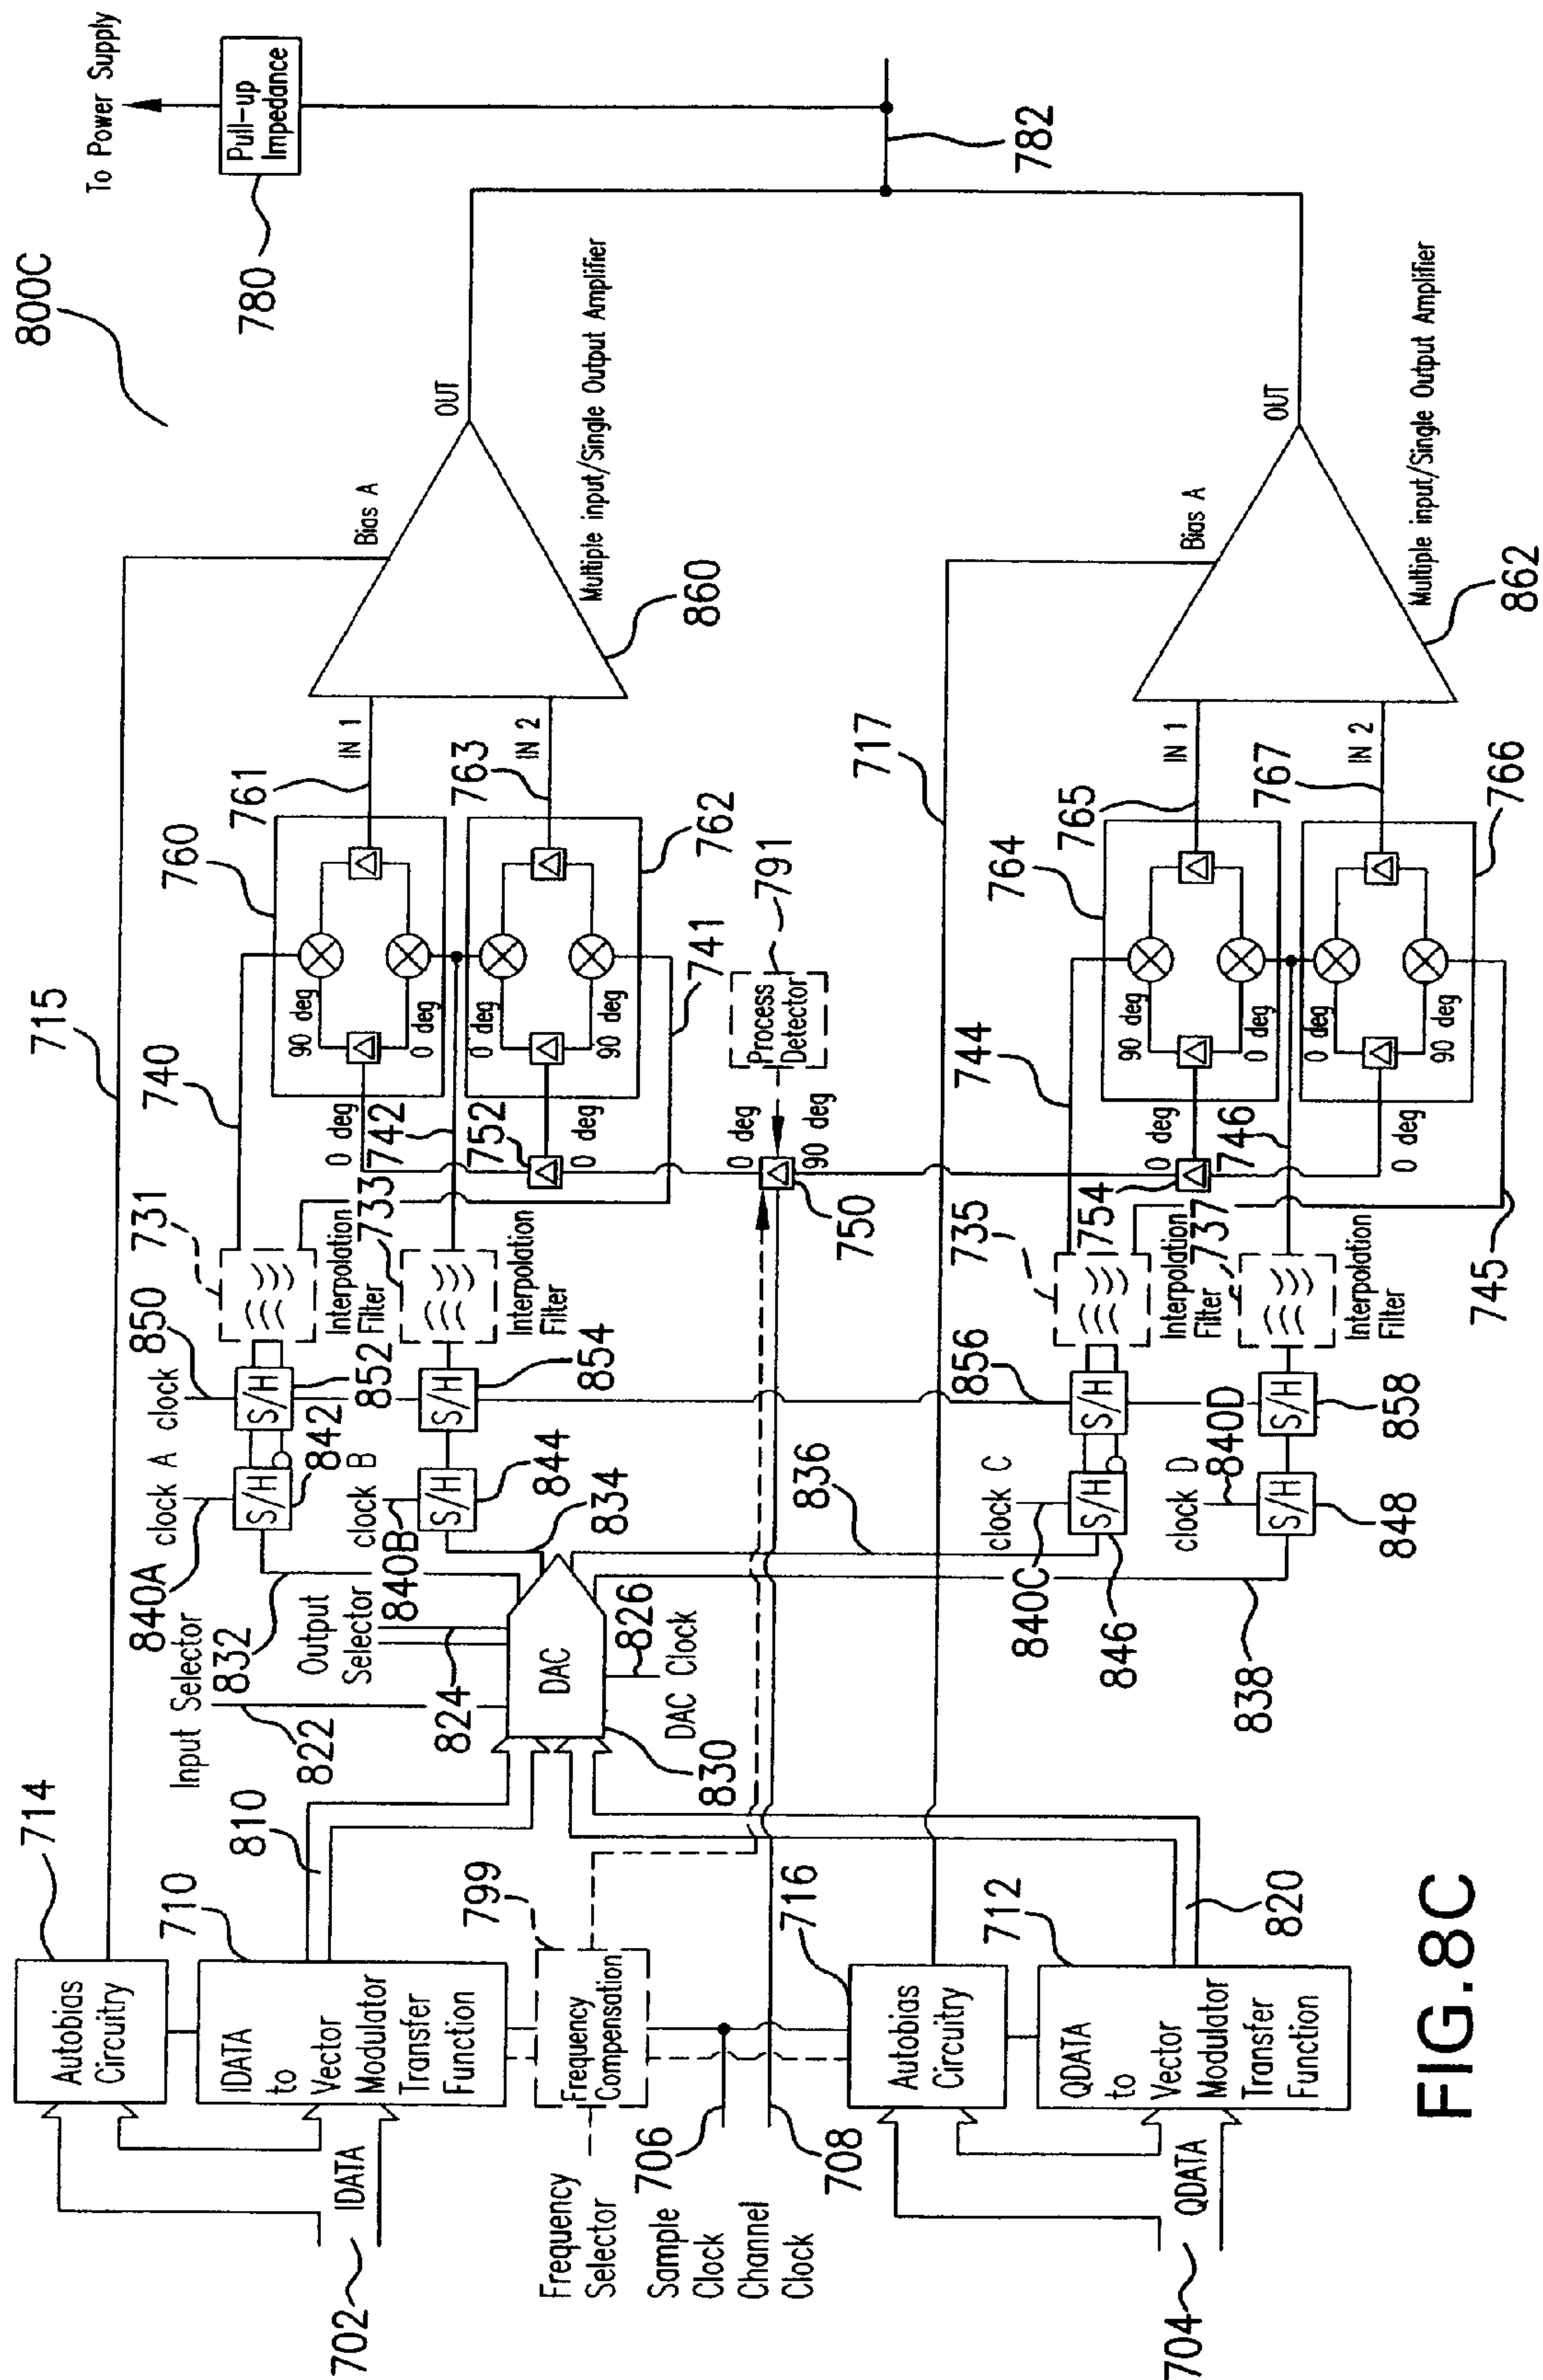 800C
To Power Supply
Pull-up
Impedance
780
782
714
Autobias
Circuitry
715
Bias A
OUT
Multiple input/Single Output Amplifier
860
702
IDATA
710
IDATA
to
Vector
Modulator
Transfer
Function
810
Input Selector
822
Output
Selector
824
DAC
830
826
DAC Clock
832
834
836
838
840A
clock A
clock
850
S/H
842
S/H
852
731
Interpolation
Filter
740
840B
clock B
S/H
844
S/H
854
733
Interpolation
Filter
742
741
760
90 deg
0 deg
761
IN 1
0 deg
90 deg
762
763
IN 2
0 deg
752
0 deg
0 deg
90 deg
750
Process
Detector
791
Frequency
Selector
799
Frequency
Compensation
Sample
Clock
706
Channel
Clock
708
716
Autobias
Circuitry
717
Bias A
OUT
Multiple input/Single Output Amplifier
862
704
QDATA
712
QDATA
to
Vector
Modulator
Transfer
Function
820
840C
clock C
S/H
846
S/H
856
735
Interpolation
Filter
744
840D
clock D
S/H
848
S/H
858
737
Interpolation
Filter
746
745
754
0 deg
0 deg
764
90 deg
0 deg
765
IN 1
0 deg
90 deg
766
767
IN 2
FIG.8C